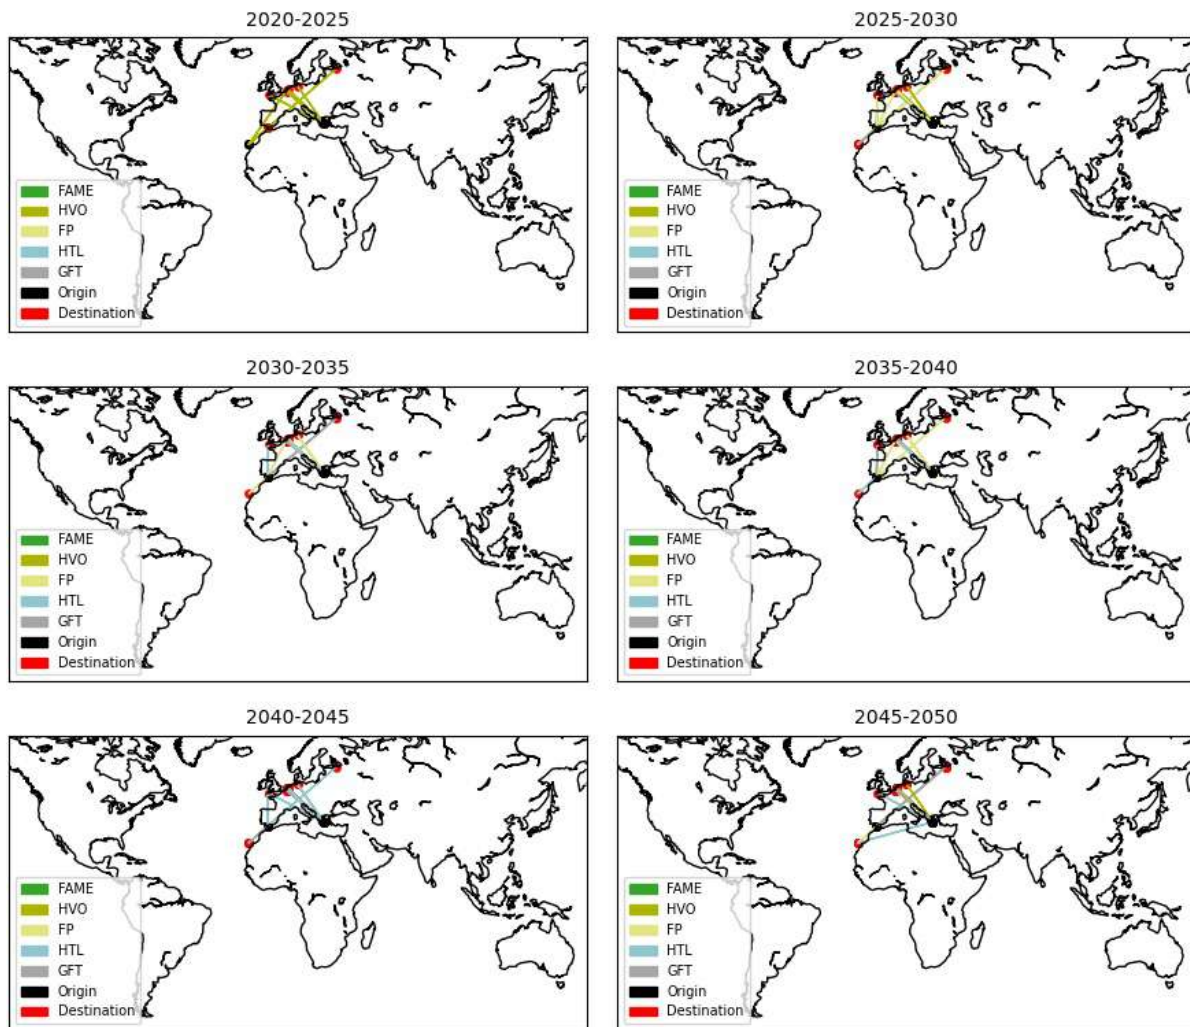 2020-2025
2025-2030
FAME
HVO
FP
HTL
GFT
Origin
Destination
FAME
HVO
FP
HTL
GFT
Origin
Destination
2030-2035
2035-2040
FAME
HVO
FP
HTL
GFT
Origin
Destination
FAME
HVO
FP
HTL
GFT
Origin
Destination
2040-2045
2045-2050
FAME
HVO
FP
HTL
GFT
Origin
Destination
FAME
HVO
FP
HTL
GFT
Origin
Destination